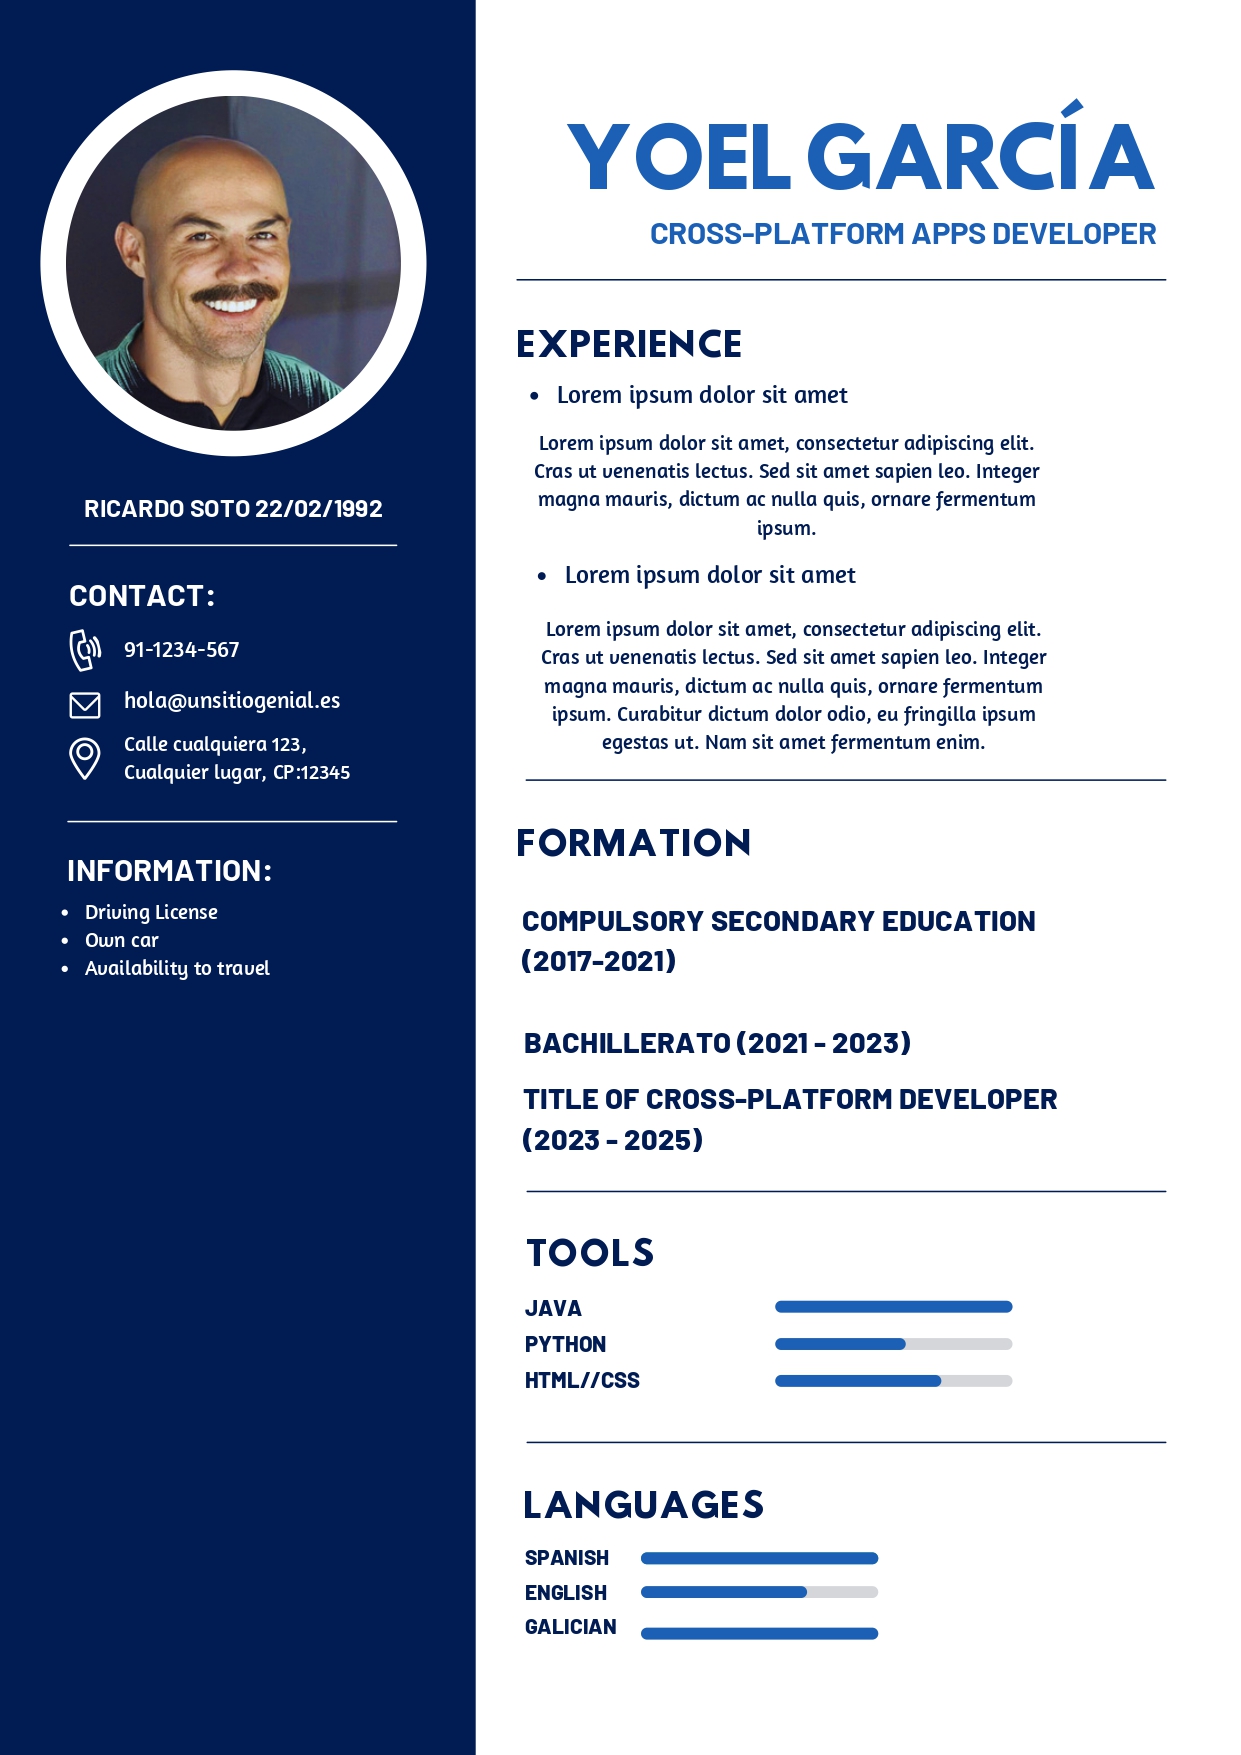 RICARDO SOTO 22/02/1992
CONTACT:
91-1234-567
hola@unsitiogenial.es
Calle cualquiera 123,
Cualquier lugar, CP:12345
INFORMATION:
• Driving License
• Own car
• Availability to travel
YOEL GARCÍA
CROSS-PLATFORM APPS DEVELOPER
EXPERIENCE
• Lorem ipsum dolor sit amet
Lorem ipsum dolor sit amet, consectetur adipiscing elit.
Cras ut venenatis lectus. Sed sit amet sapien leo. Integer
magna mauris, dictum ac nulla quis, ornare fermentum
ipsum.
• Lorem ipsum dolor sit amet
Lorem ipsum dolor sit amet, consectetur adipiscing elit.
Cras ut venenatis lectus. Sed sit amet sapien leo. Integer
magna mauris, dictum ac nulla quis, ornare fermentum
ipsum. Curabitur dictum dolor odio, eu fringilla ipsum
egestas ut. Nam sit amet fermentum enim.
FORMATION
COMPULSORY SECONDARY EDUCATION
(2017-2021)
BACHILLERATO (2021 - 2023)
TITLE OF CROSS-PLATFORM DEVELOPER
(2023 - 2025)
TOOLS
JAVA
PYTHON
HTML//CSS
LANGUAGES
SPANISH
ENGLISH
GALICIAN